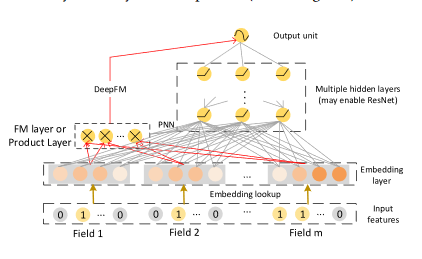 Output unit
DeepFM
Multiple hidden layers
(may enable ResNet)
PNN
FM layer or
Product Layer
...
Embedding
layer
...
Embedding lookup
0 1 ... 0 0 1 ... 0 ... 1 1 ... 0
Input
features
Field 1 Field 2 Field m